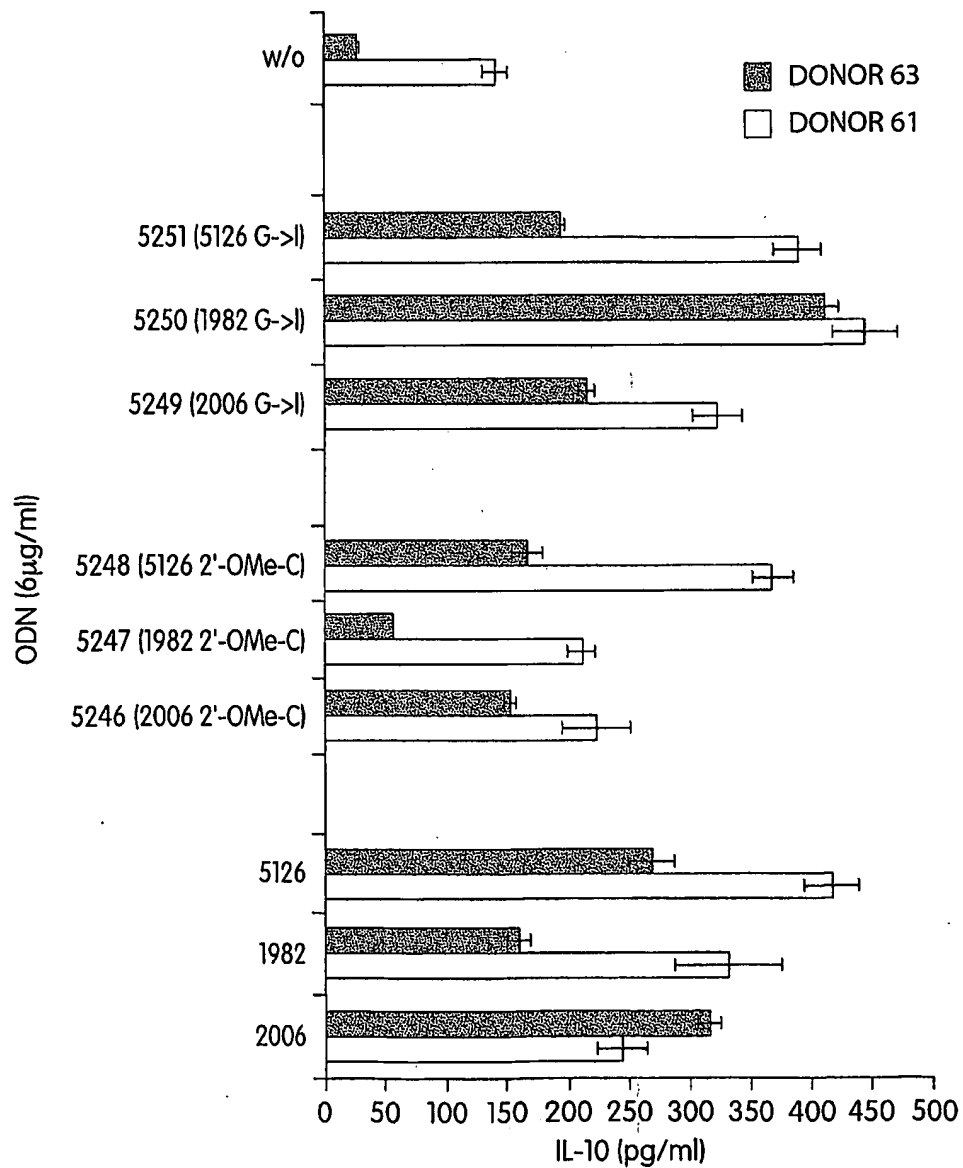 w/o
DONOR 63
DONOR 61
5251 (5126 G->I)
5250 (1982 G->I)
5249 (2006 G->I)
5248 (5126 2'-OMe-C)
5247 (1982 2'-OMe-C)
5246 (2006 2'-OMe-C)
5126
1982
2006
ODN (6µg/ml)
0 50 100 150 200 250 300 350 400 450 500
IL-10 (pg/ml)